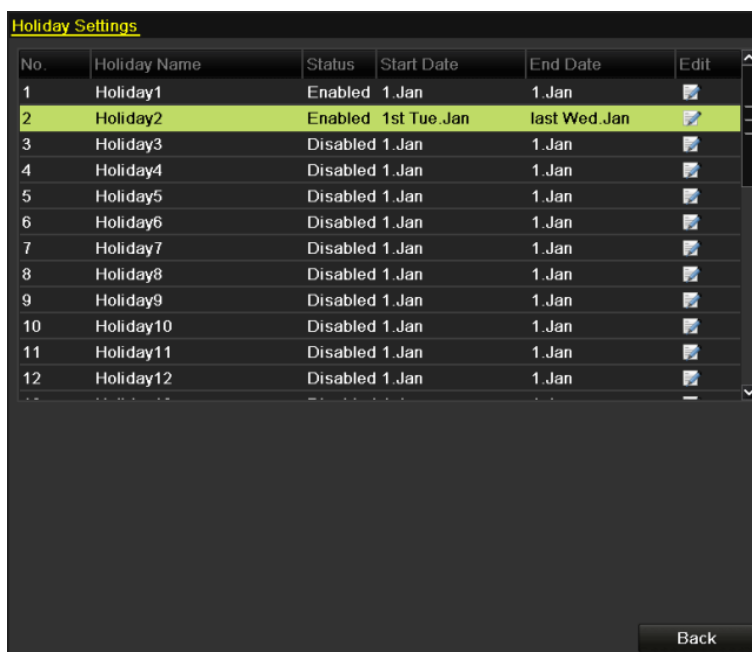 Holiday Settings
No. Holiday Name Status Start Date End Date Edit
1 Holiday1 Enabled 1.Jan 1.Jan
2 Holiday2 Enabled 1st Tue.Jan last Wed.Jan
3 Holiday3 Disabled 1.Jan 1.Jan
4 Holiday4 Disabled 1.Jan 1.Jan
5 Holiday5 Disabled 1.Jan 1.Jan
6 Holiday6 Disabled 1.Jan 1.Jan
7 Holiday7 Disabled 1.Jan 1.Jan
8 Holiday8 Disabled 1.Jan 1.Jan
9 Holiday9 Disabled 1.Jan 1.Jan
10 Holiday10 Disabled 1.Jan 1.Jan
11 Holiday11 Disabled 1.Jan 1.Jan
12 Holiday12 Disabled 1.Jan 1.Jan
Back